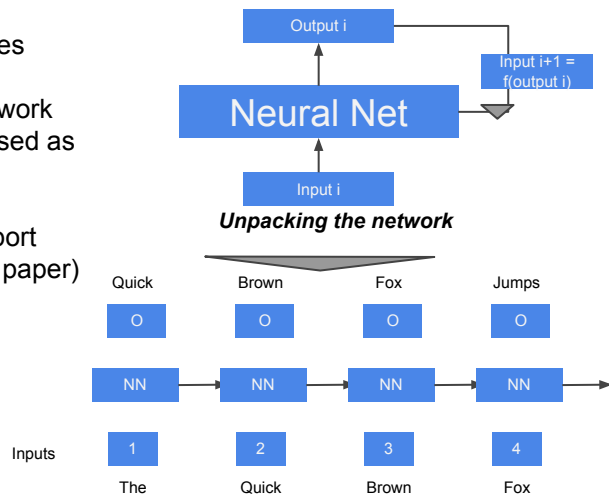 es
work
sed as
port
paper)
Output i
Input i+1 =
f(output i)
Neural Net
Input i
Unpacking the network
Quick Brown Fox Jumps
O O O O
NN NN NN NN
Inputs 1 2 3 4
The Quick Brown Fox